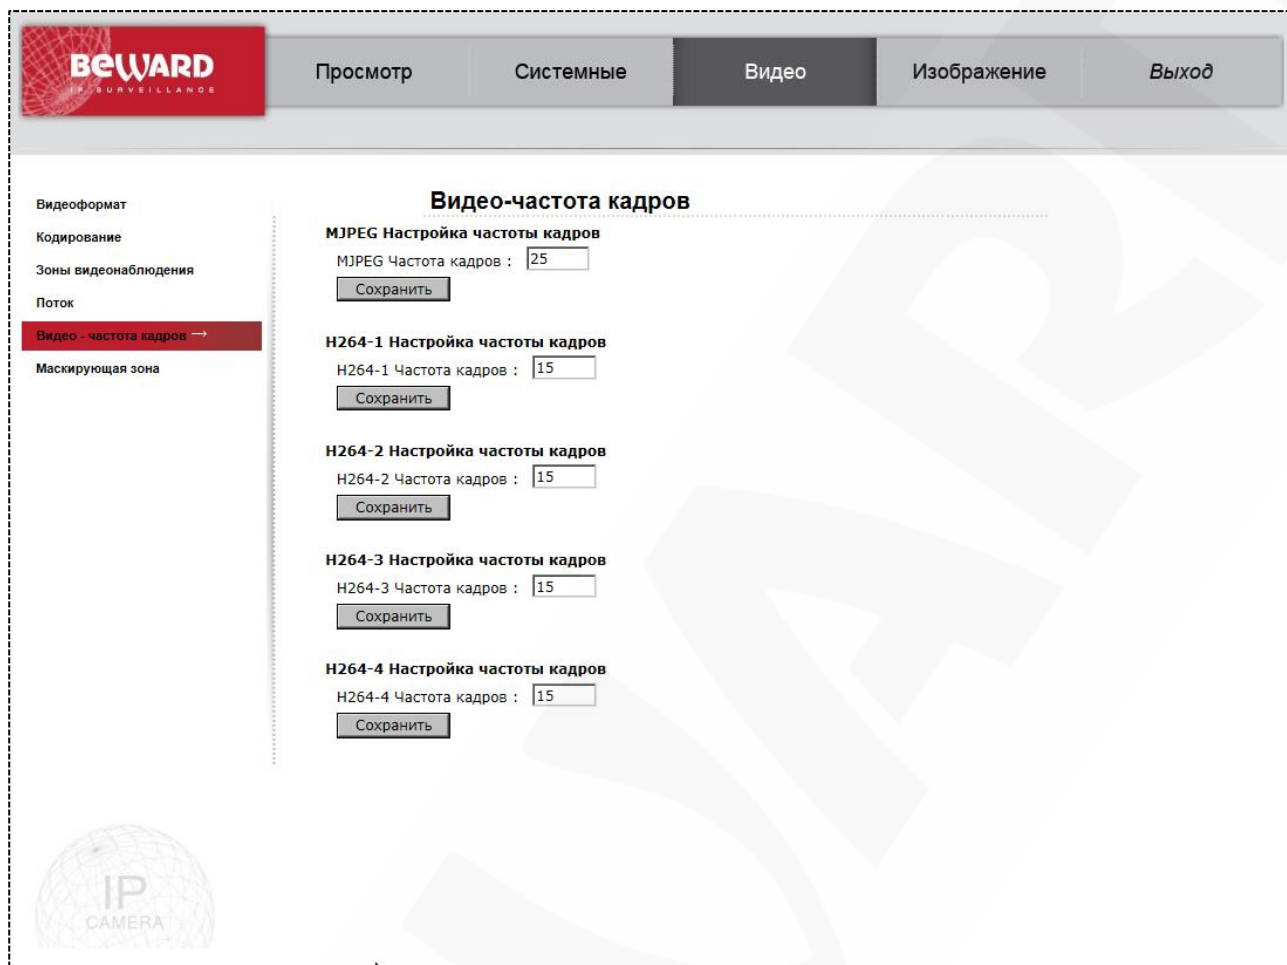 BEWARD
IP SURVEILLANCE
Просмотр
Системные
Видео
Изображение
Выход
Видеоформат
Кодирование
Зоны видеонаблюдения
Поток
Видео - частота кадров →
Маскирующая зона
Видео-частота кадров
MJPEG Настройка частоты кадров
MJPEG Частота кадров : 25
Сохранить
H264-1 Настройка частоты кадров
H264-1 Частота кадров : 15
Сохранить
H264-2 Настройка частоты кадров
H264-2 Частота кадров : 15
Сохранить
H264-3 Настройка частоты кадров
H264-3 Частота кадров : 15
Сохранить
H264-4 Настройка частоты кадров
H264-4 Частота кадров : 15
Сохранить
IP
CAMERA